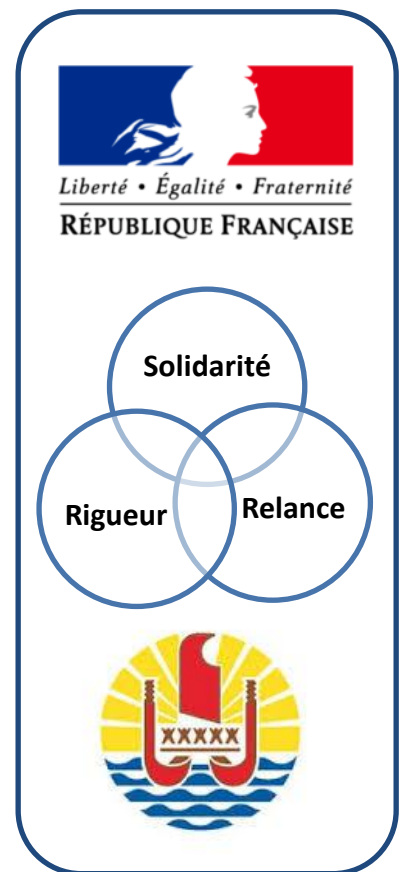 Liberté • Égalité • Fraternité
RÉPUBLIQUE FRANÇAISE
Solidarité
Rigueur
Relance